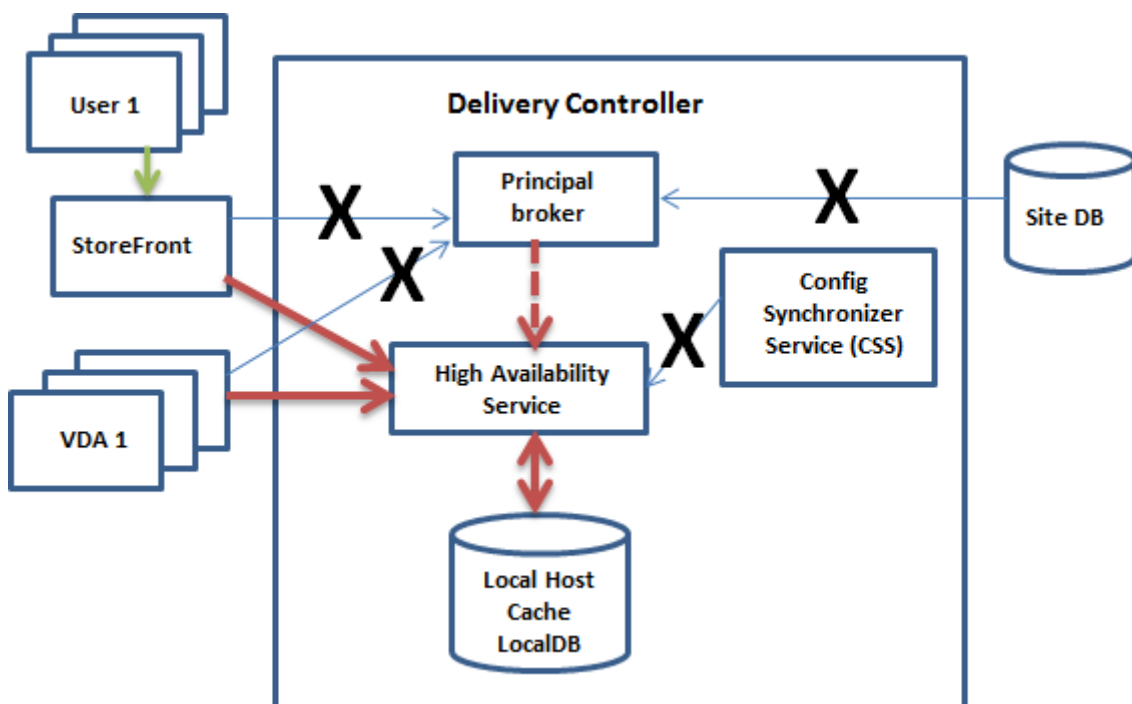 User 1
Delivery Controller
Principal
broker
X
X
StoreFront
Site DB
X
Config
Synchronizer
Service (CSS)
X
High Availability
Service
VDA 1
Local Host
Cache
LocalDB